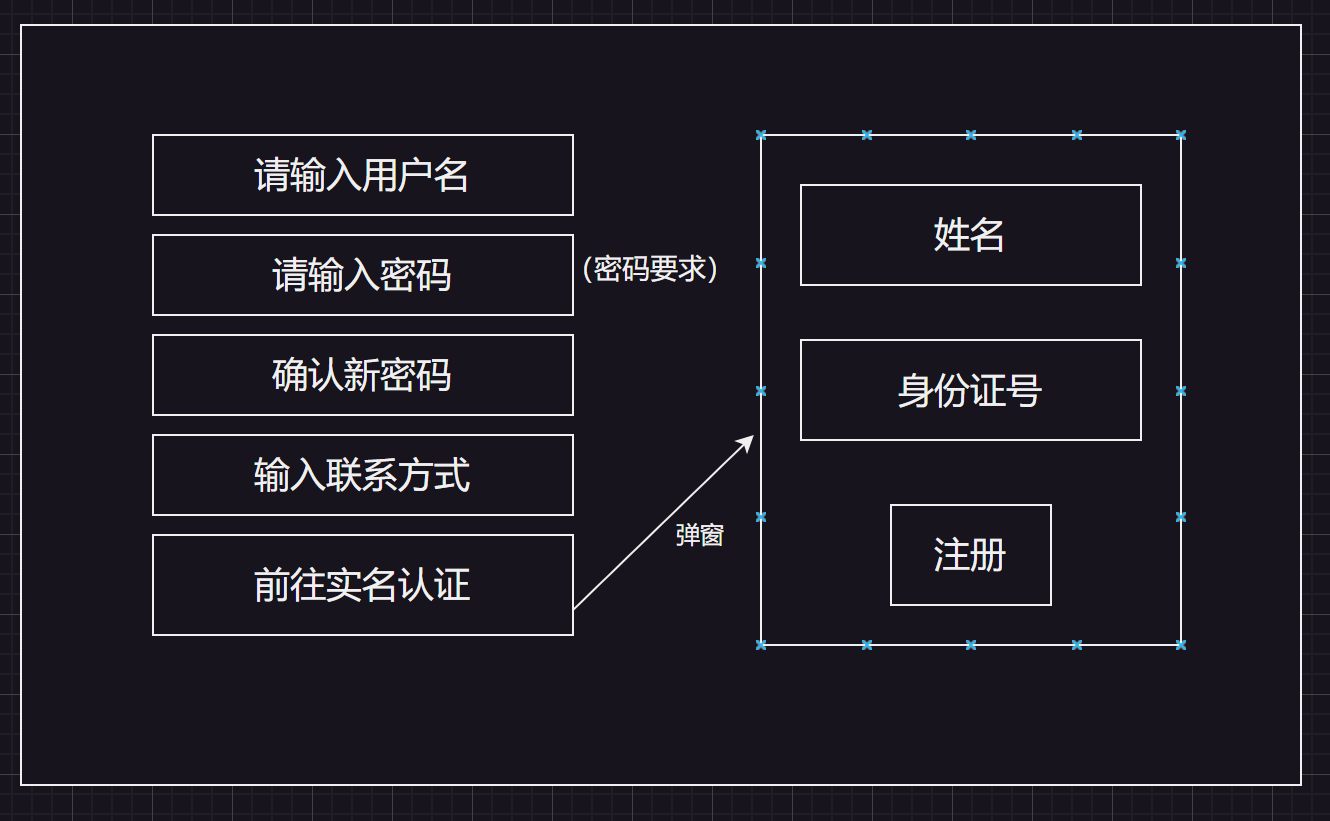 请输入用户名
请输入密码
（密码要求）
确认新密码
输入联系方式
前往实名认证
弹窗
姓名
身份证号
注册